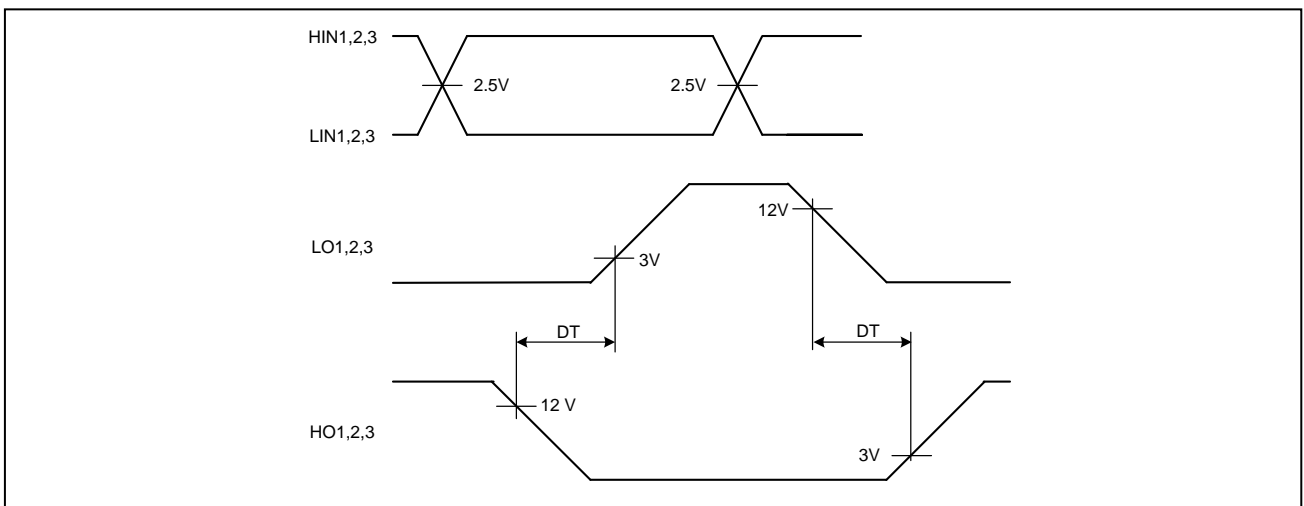 HIN1,2,3
2.5V
2.5V
LIN1,2,3
12V
LO1,2,3
3V
DT
DT
12 V
HO1,2,3
3V